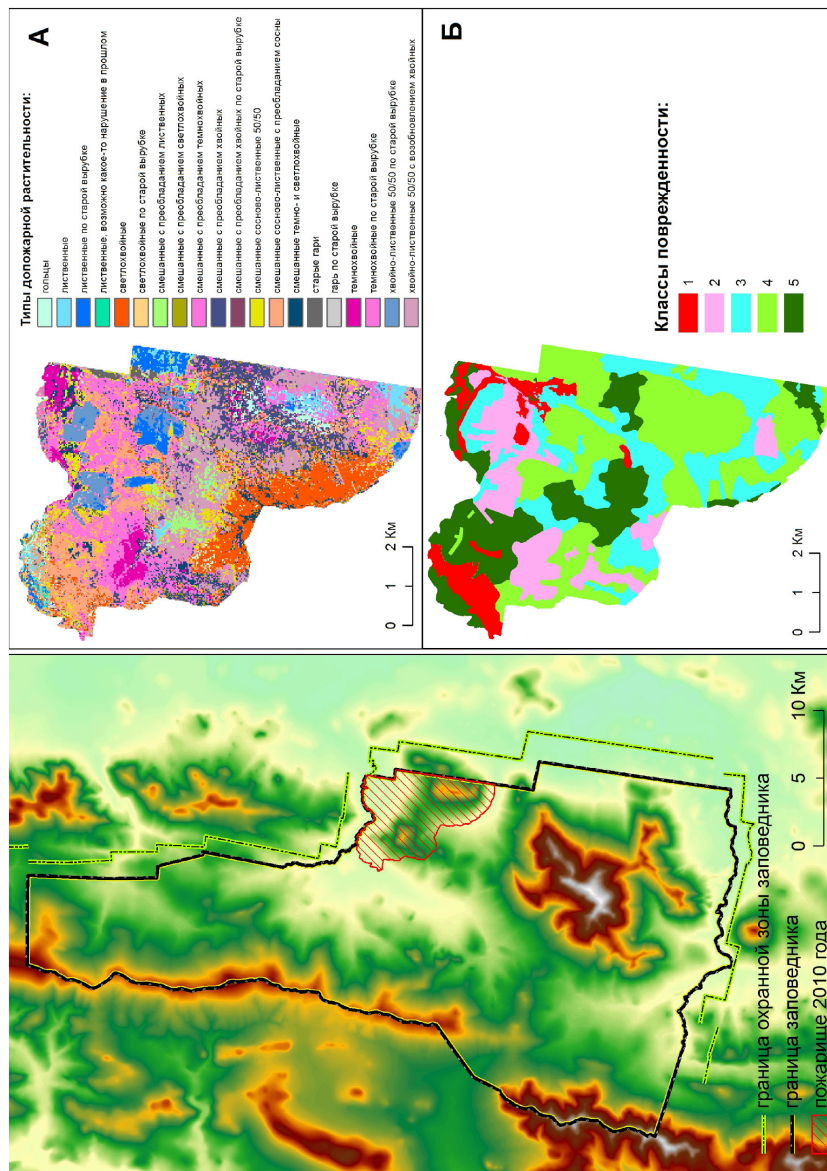 А
Типы допожарной растительности:
гольцы
лиственные
лиственные по старой вырубке
лиственные, возможно какое-то нарушение в прошлом
светлохвойные
светлохвойные по старой вырубке
смешанные с преобладанием лиственных
смешанные с преобладанием светлохвойных
смешанные с преобладанием темнохвойных
смешанные с преобладанием хвойных
смешанные с преобладанием хвойных по старой вырубке
смешанные сосново-лиственные 50/50
смешанные сосново-лиственные с преобладанием сосны
смешанные темно- и светлохвойные
старые гари
гарь по старой вырубке
темнохвойные
темнохвойные по старой вырубке
хвойно-лиственные 50/50 по старой вырубке
хвойно-лиственные 50/50 с возобновлением хвойных
0 1 2 Км
Б
Классы поврежденности:
1
2
3
4
5
0 1 2 Км
0 5 10 Км
граница охранной зоны заповедника
граница заповедника
пожарище 2010 года